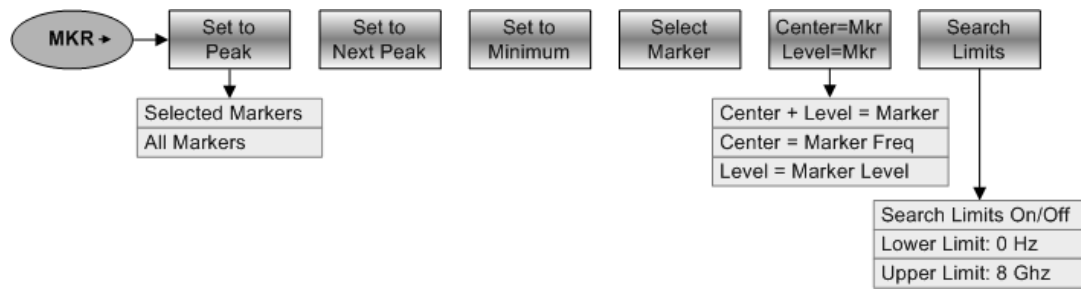 MKR →
Set to
Peak
Set to
Next Peak
Set to
Minimum
Select
Marker
Center=Mkr
Level=Mkr
Search
Limits
Selected Markers
All Markers
Center + Level = Marker
Center = Marker Freq
Level = Marker Level
Search Limits On/Off
Lower Limit: 0 Hz
Upper Limit: 8 Ghz